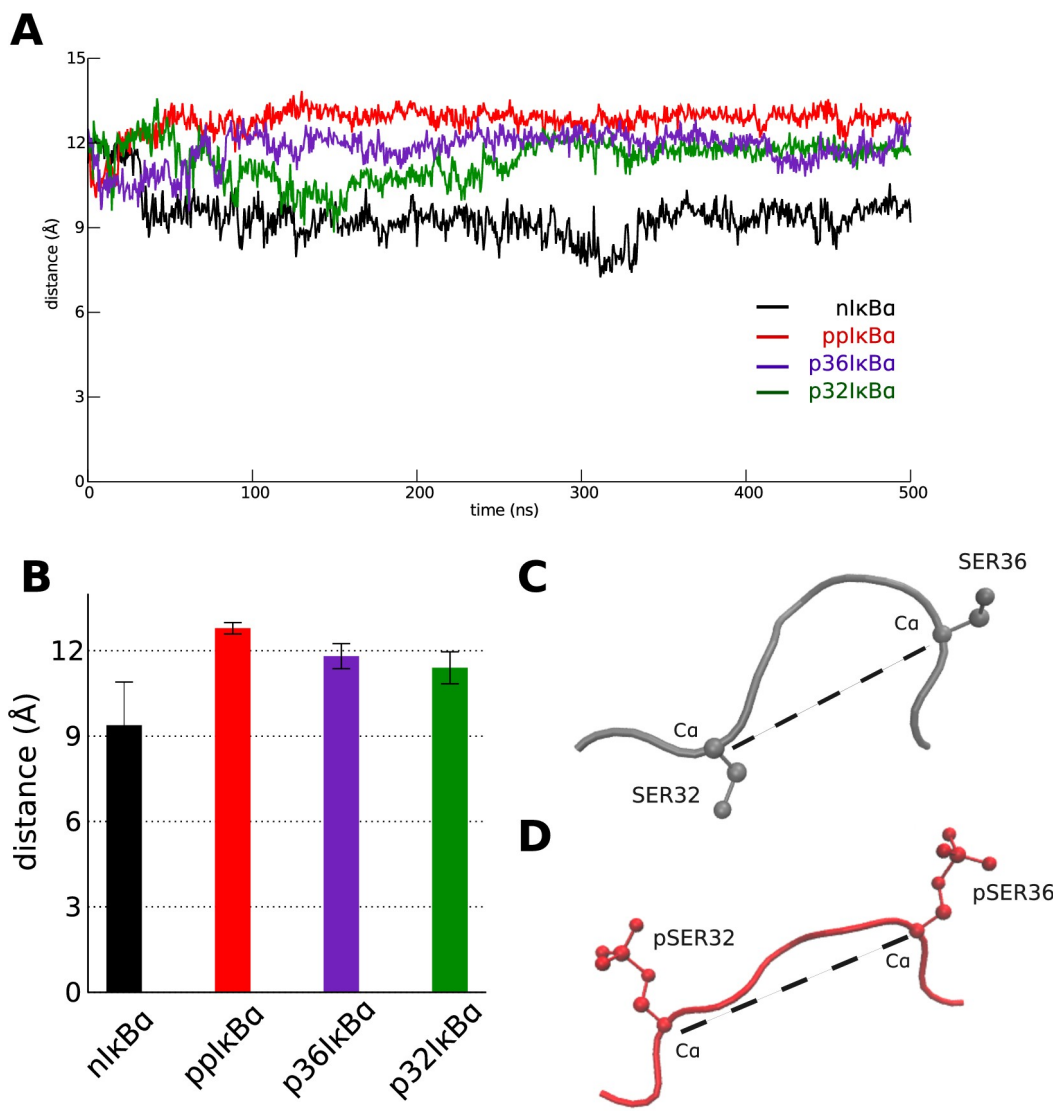 A
15
12
9
6
3
0
distance (Å)
0 100 200 300 400 500
time (ns)
nIκBα
ppIκBα
p36IκBα
p32IκBα
B
12
9
6
3
0
distance (Å)
nIκBα ppIκBα p36IκBα p32IκBα
C
SER36
Cα
Cα
SER32
D
pSER36
pSER32
Cα
Cα